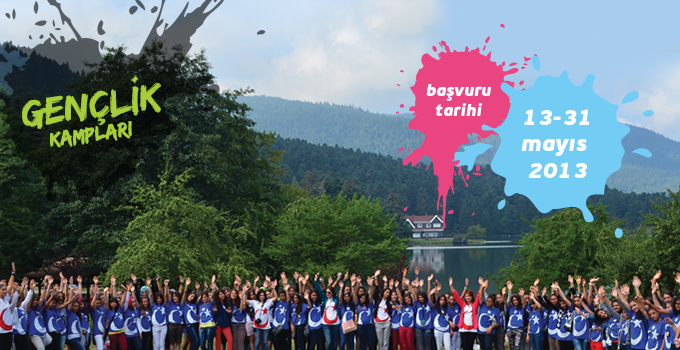 GENÇLİK
KAMPLARI
başvuru
tarihi
13-31
mayıs
2013